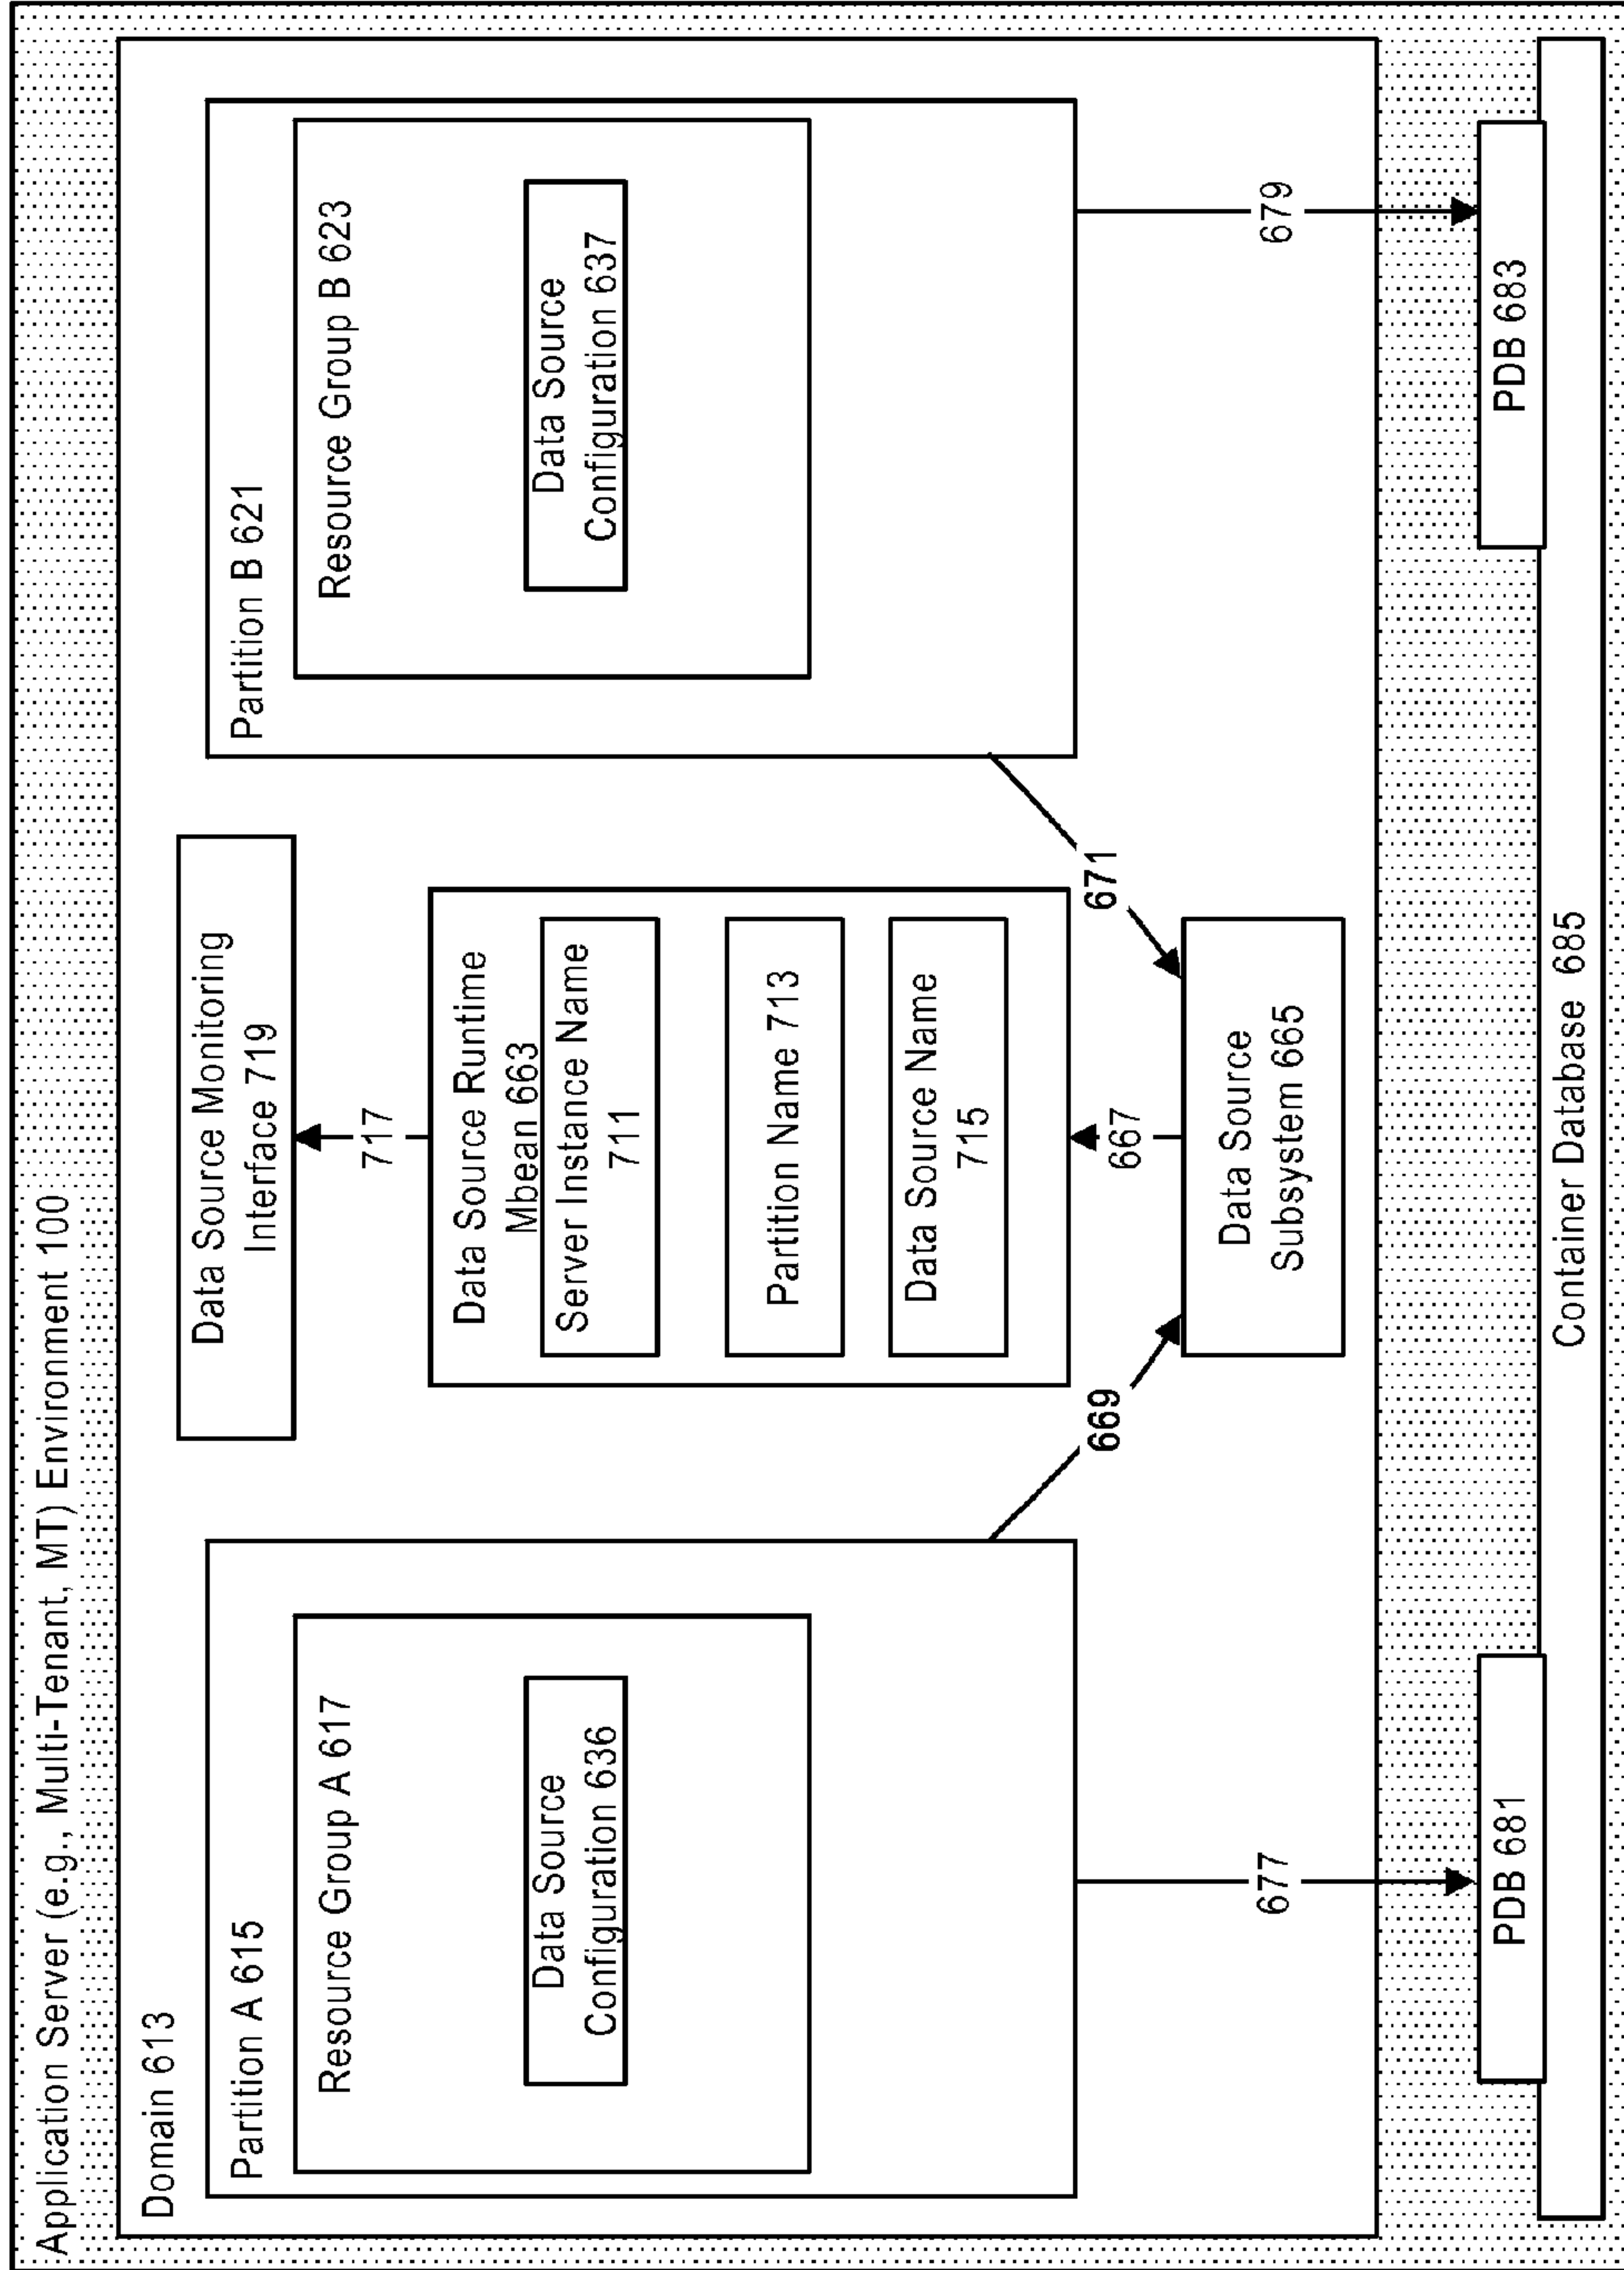 Application Server (e.g., Multi-Tenant, MT) Environment 100
Domain 613
Partition A 615
Resource Group A 617
Data Source
Configuration 636
Data Source Monitoring
Interface 719
717
Data Source Runtime
Mbean 663
Server Instance Name
711
Partition Name 713
Data Source Name
715
667
Data Source
Subsystem 665
669
671
Partition B 621
Resource Group B 623
Data Source
Configuration 637
677
679
PDB 681
PDB 683
Container Database 685